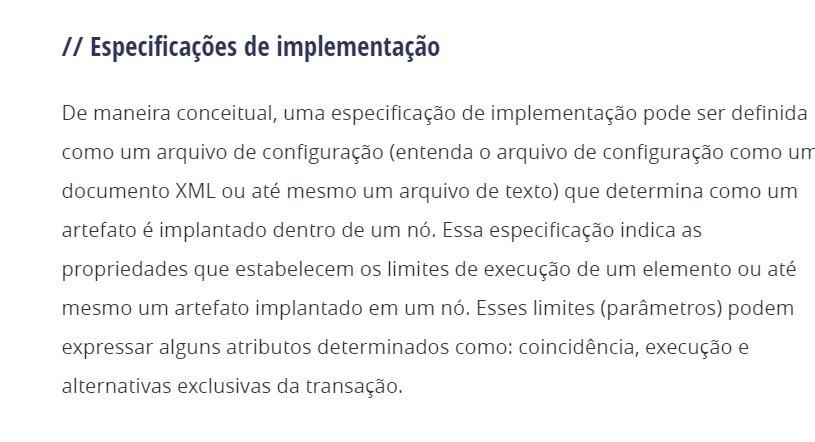 // Especificações de implementação
De maneira conceitual, uma especificação de implementação pode ser definida
como um arquivo de configuração (entenda o arquivo de configuração como um
documento XML ou até mesmo um arquivo de texto) que determina como um
artefato é implantado dentro de um nó. Essa especificação indica as
propriedades que estabelecem os limites de execução de um elemento ou até
mesmo um artefato implantado em um nó. Esses limites (parâmetros) podem
expressar alguns atributos determinados como: coincidência, execução e
alternativas exclusivas da transação.